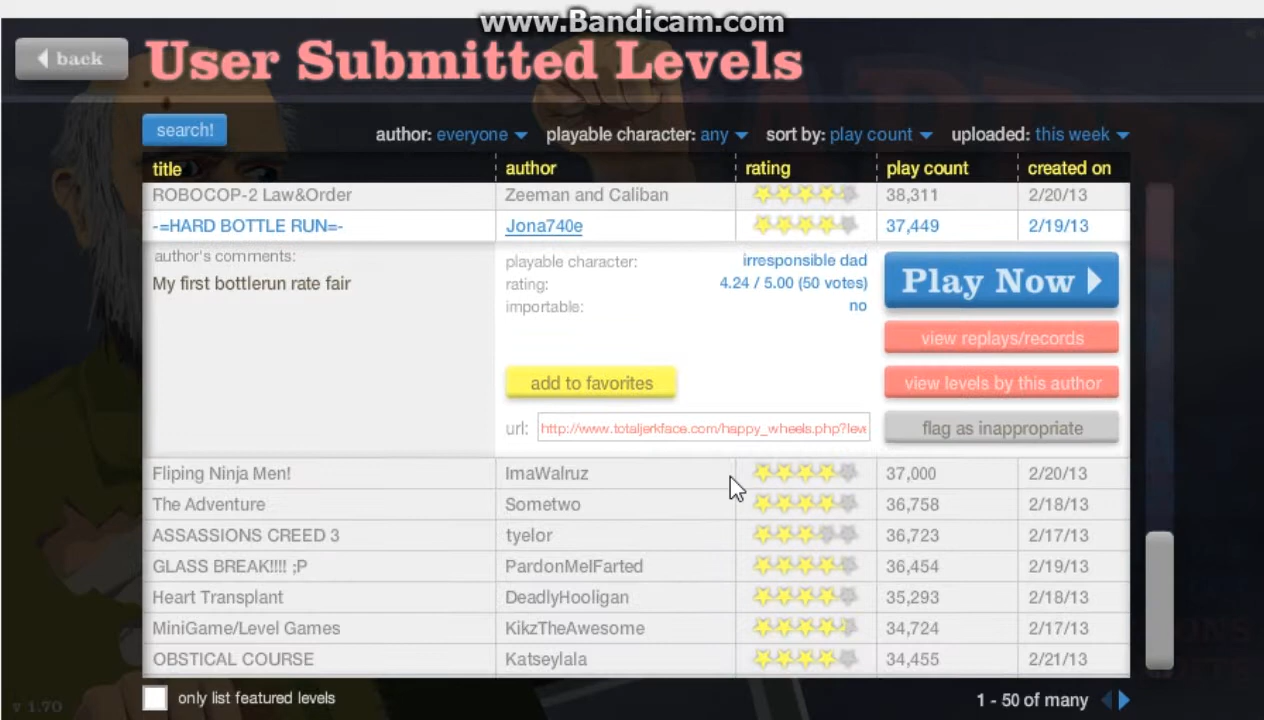 www.Bandicam.com
back
User Submitted Levels
search!
author: everyone playable character: any sort by: play count uploaded: this week
title author rating play count created on
ROBOCOP-2 Law&Order Zeeman and Caliban 38,311 2/20/13
-=HARD BOTTLE RUN=- Jona740e 37,449 2/19/13
author's comments:
My first bottlerun rate fair
playable character: irresponsible dad
rating: 4.24 / 5.00 (50 votes)
importable: no
Play Now
view replays/records
add to favorites
view levels by this author
url: http://www.totaljerkface.com/happy_wheels.php?leve
flag as inappropriate
Fliping Ninja Men! ImaWalruz 37,000 2/20/13
The Adventure Sometwo 36,758 2/18/13
ASSASSIONS CREED 3 tyelor 36,723 2/17/13
GLASS BREAK!!!! ;P PardonMeIFarted 36,454 2/19/13
Heart Transplant DeadlyHooligan 35,293 2/18/13
MiniGame/Level Games KikzTheAwesome 34,724 2/17/13
OBSTICAL COURSE Katseylala 34,455 2/21/13
only list featured levels
1 - 50 of many
v 1.70